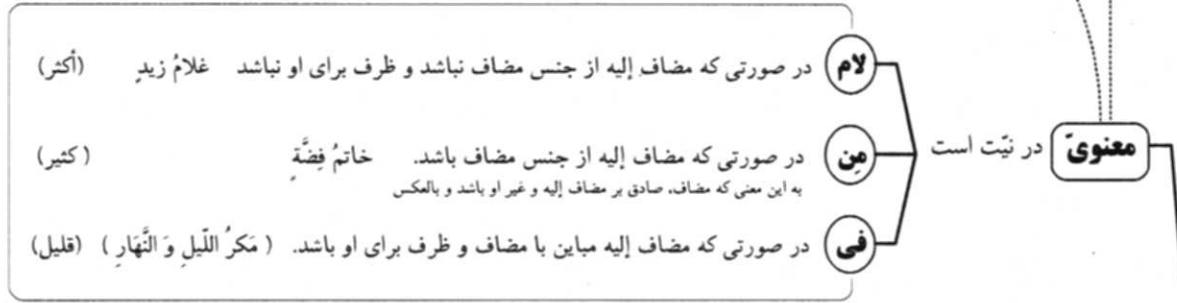 معنویّ در نیّت است
لام در صورتی که مضاف إلیه از جنس مضاف نباشد و ظرف برای او نباشد غلامُ زیدٍ (أکثر)
مِن در صورتی که مضاف إلیه از جنس مضاف باشد. خاتمُ فِضَّةٍ (کثیر)
به این معنی که مضاف، صادق بر مضاف إلیه و غیر او باشد و بالعکس
فی در صورتی که مضاف إلیه مباین با مضاف و ظرف برای او باشد. ( مَکرُ اللّیلِ وَ النَّهَارِ ) (قلیل)